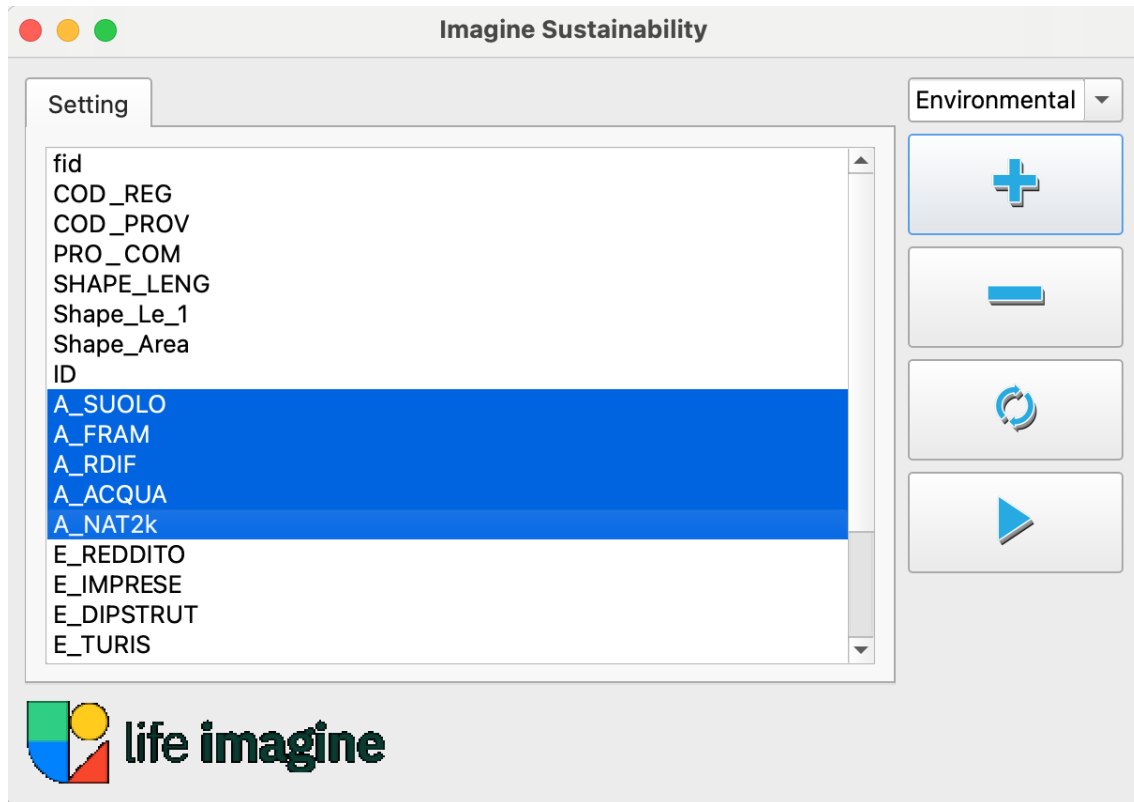 Imagine Sustainability
Setting
Environmental
fid
COD_REG
COD_PROV
PRO_COM
SHAPE_LENG
Shape_Le_1
Shape_Area
ID
A_SUOLO
A_FRAM
A_RDIF
A_ACQUA
A_NAT2k
E_REDDITO
E_IMPRESE
E_DIPSTRUT
E_TURIS
life imagine